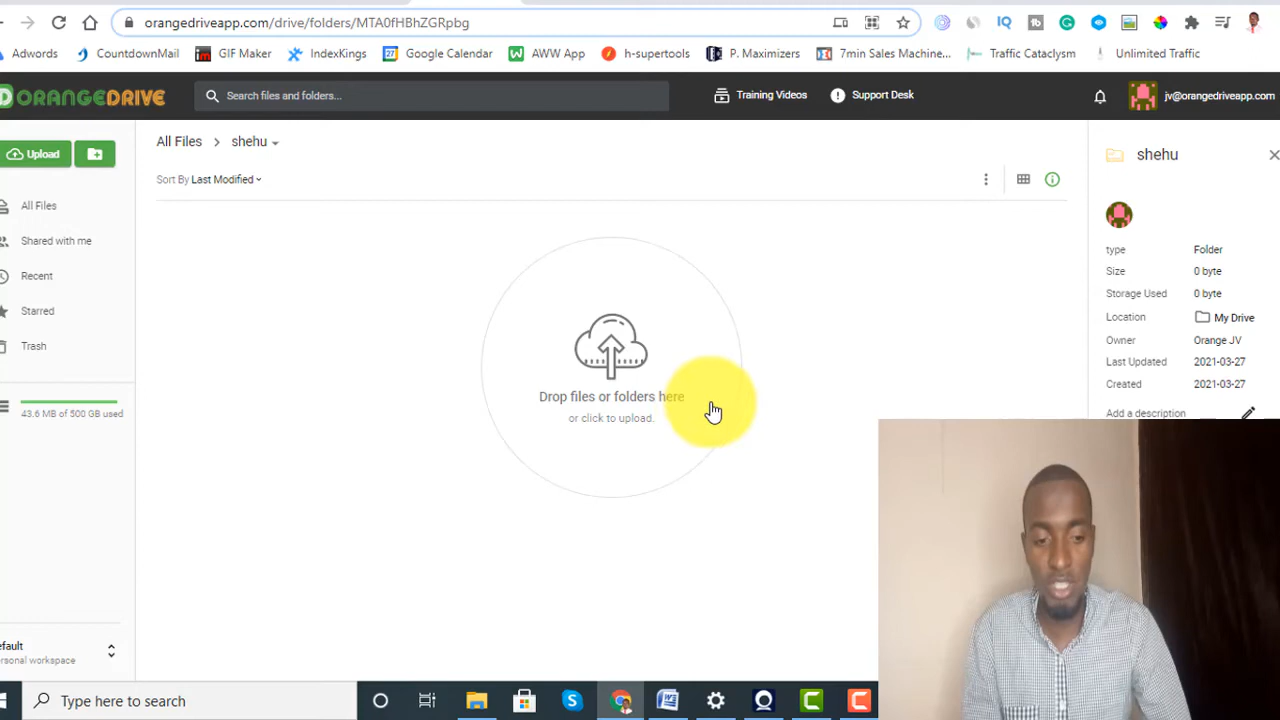 orangedriveapp.com/drive/folders/MTA0fHBhZGRpbg
Adwords CountdownMail GIF Maker IndexKings Google Calendar AWW App h-supertools P. Maximizers 7min Sales Machine... Traffic Cataclysm Unlimited Traffic
ORANGEDRIVE Search files and folders... Training Videos Support Desk jv@orangedriveapp.com
Upload
All Files
Shared with me
Recent
Starred
Trash
43.6 MB of 500 GB used
efault
ersonal workspace
All Files > shehu
Sort By Last Modified
Drop files or folders here
or click to upload.
shehu
type Folder
Size 0 byte
Storage Used 0 byte
Location My Drive
Owner Orange JV
Last Updated 2021-03-27
Created 2021-03-27
Add a description
Type here to search